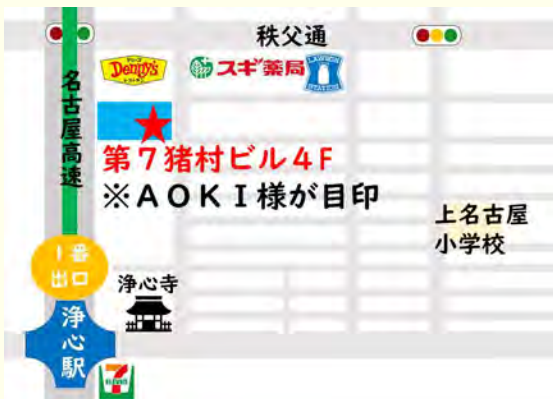 秩父通
Denny's
スギ薬局
LAWSON
STATION
名古屋高速
第7猪村ビル4F
※AOKI様が目印
上名古屋
小学校
1番
出口
浄心寺
浄心駅
ELEVEN